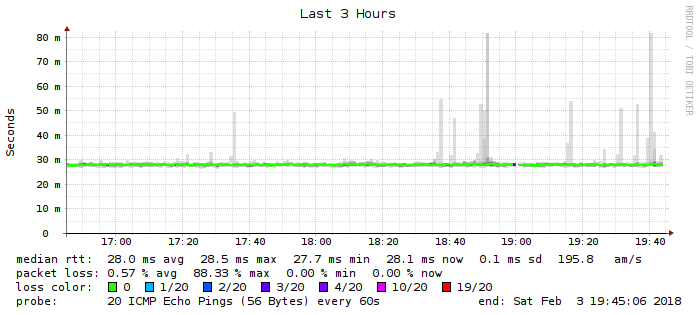 Last 3 Hours
RRDTOOL / TOBI OETIKER
Seconds
80 m
70 m
60 m
50 m
40 m
30 m
20 m
10 m
0
17:00 17:20 17:40 18:00 18:20 18:40 19:00 19:20 19:40
median rtt: 28.0 ms avg 28.5 ms max 27.7 ms min 28.1 ms now 0.1 ms sd 195.8 am/s
packet loss: 0.57 % avg 88.33 % max 0.00 % min 0.00 % now
loss color: 0 1/20 2/20 3/20 4/20 10/20 19/20
probe: 20 ICMP Echo Pings (56 Bytes) every 60s end: Sat Feb 3 19:45:06 2018